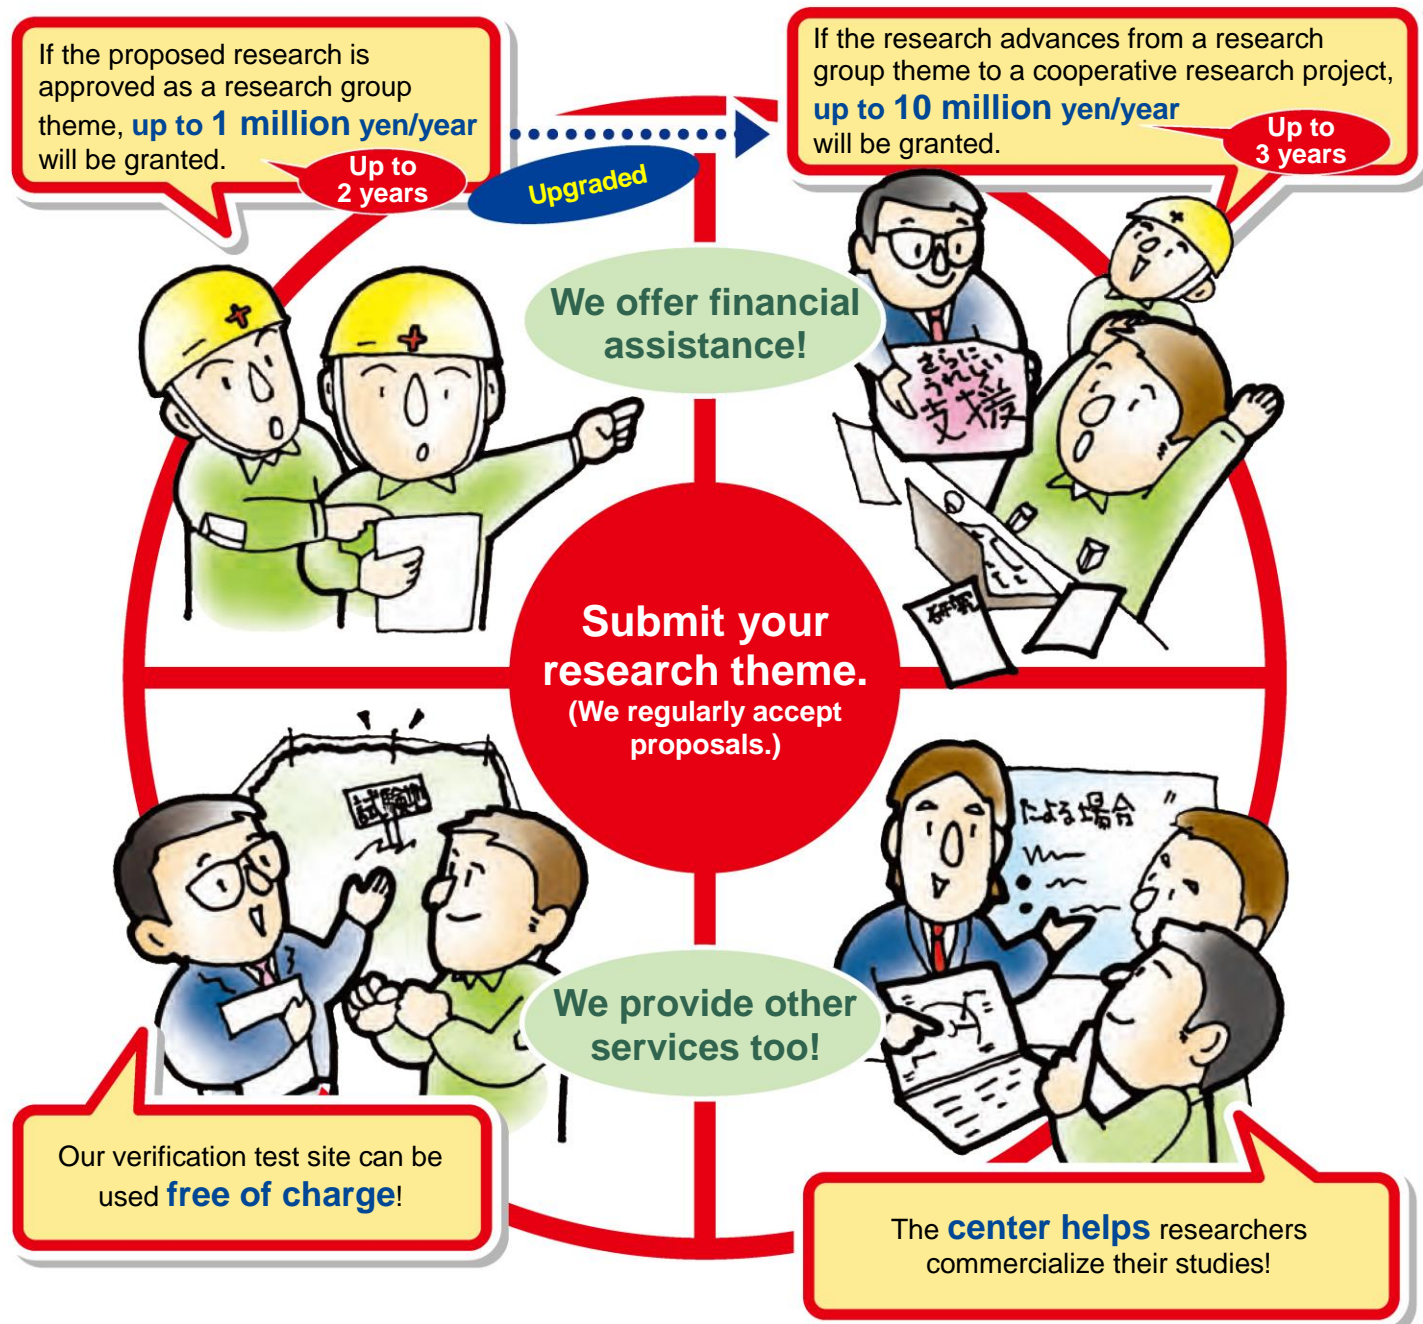 If the proposed research is
approved as a research group
theme, up to 1 million yen/year
will be granted.
Up to
2 years
Upgraded
If the research advances from a research
group theme to a cooperative research project,
up to 10 million yen/year
will be granted.
Up to
3 years
We offer financial
assistance!
さらに
うれしい
支援
研究
Submit your
research theme.
(We regularly accept
proposals.)
試験地
による場合
We provide other
services too!
Our verification test site can be
used free of charge!
The center helps researchers
commercialize their studies!